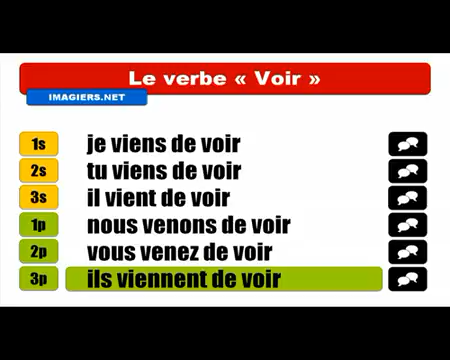 Le verbe « Voir »
IMAGIERS.NET
1s je viens de voir
2s tu viens de voir
3s il vient de voir
1p nous venons de voir
2p vous venez de voir
3p ils viennent de voir